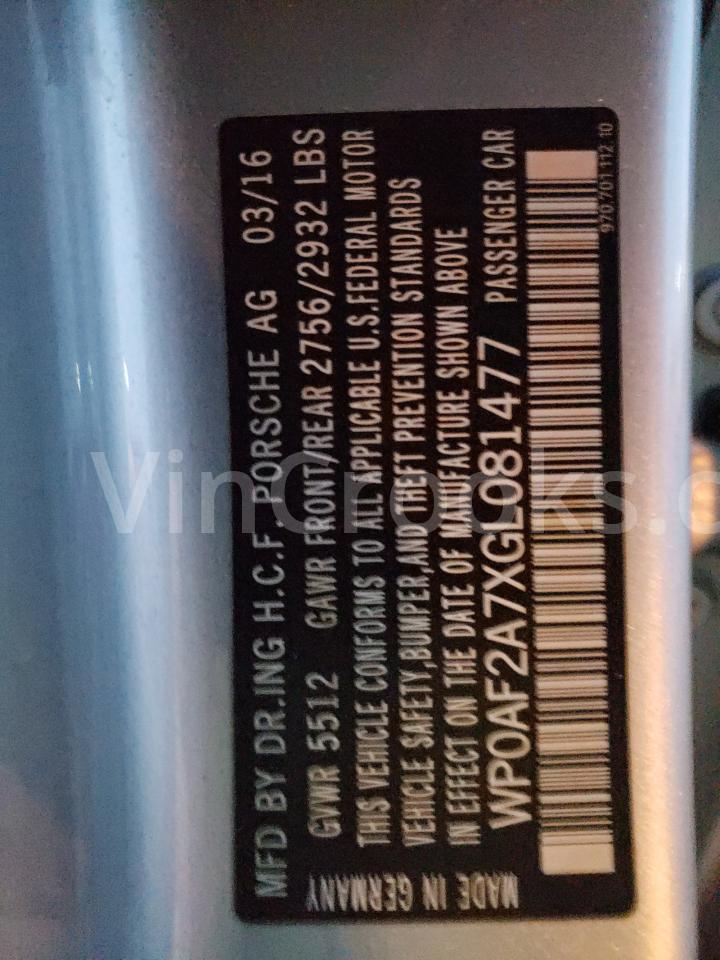 MFD BY DR.ING H.C.F. PORSCHE AG 03/16
GVWR 5512 GAWR FRONT/REAR 2756/2932 LBS
THIS VEHICLE CONFORMS TO ALL APPLICABLE U.S.FEDERAL MOTOR
VEHICLE SAFETY,BUMPER,AND THEFT PREVENTION STANDARDS
IN EFFECT ON THE DATE OF MANUFACTURE SHOWN ABOVE
WP0AF2A7XGL081477 PASSENGER CAR
970 701 112 10
MADE IN GERMANY
VinCrooks.c